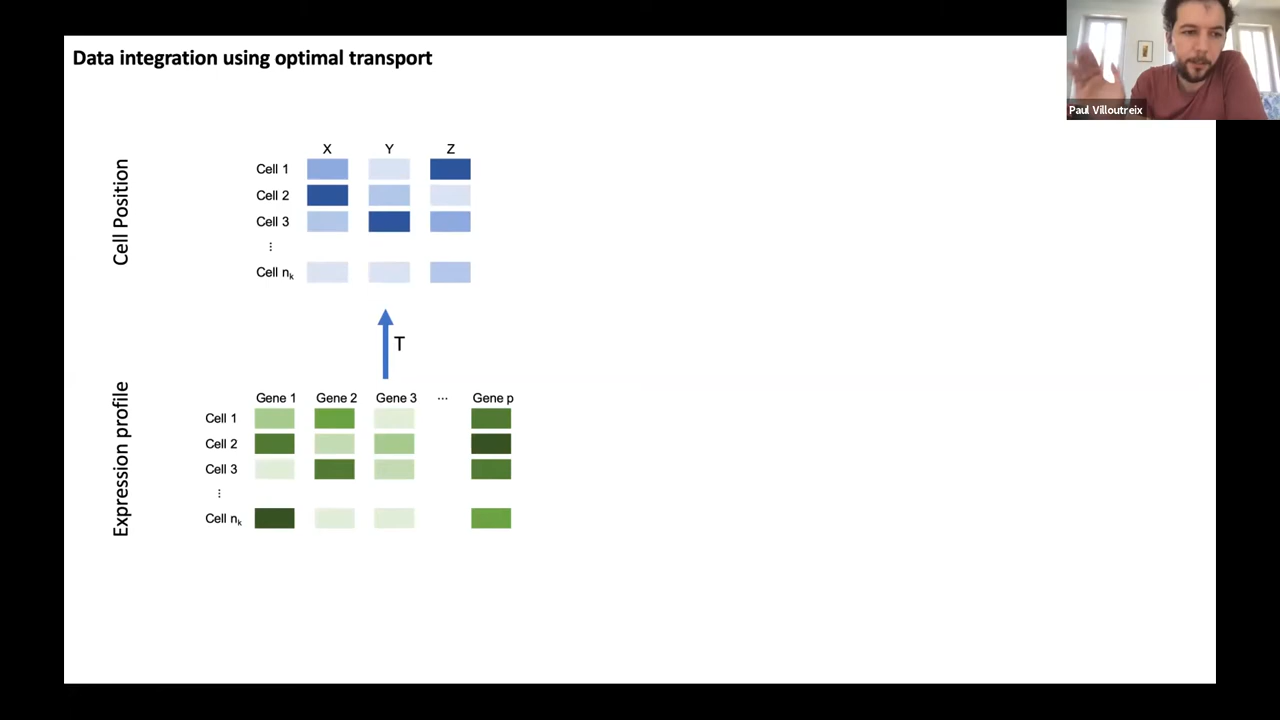 Data integration using optimal transport
Paul Villoutreix
Cell Position
X Y Z
Cell 1
Cell 2
Cell 3
⋮
Cell nk
T
Expression profile
Gene 1 Gene 2 Gene 3 ... Gene p
Cell 1
Cell 2
Cell 3
⋮
Cell nk